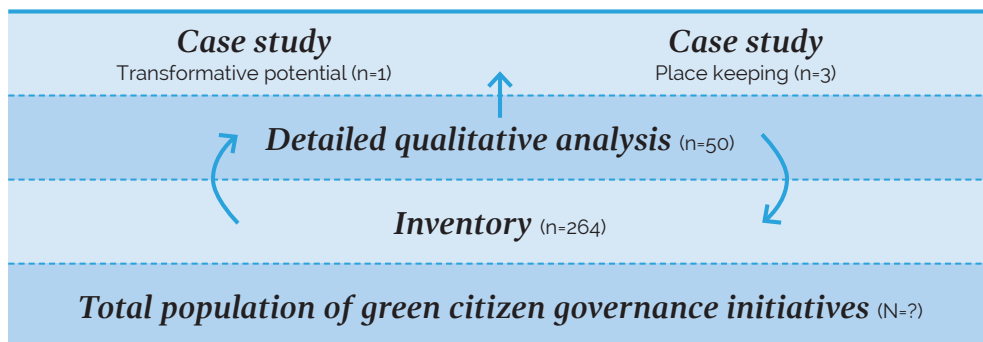 Case study
Transformative potential (n=1)
Case study
Place keeping (n=3)
Detailed qualitative analysis (n=50)
Inventory (n=264)
Total population of green citizen governance initiatives (N=?)